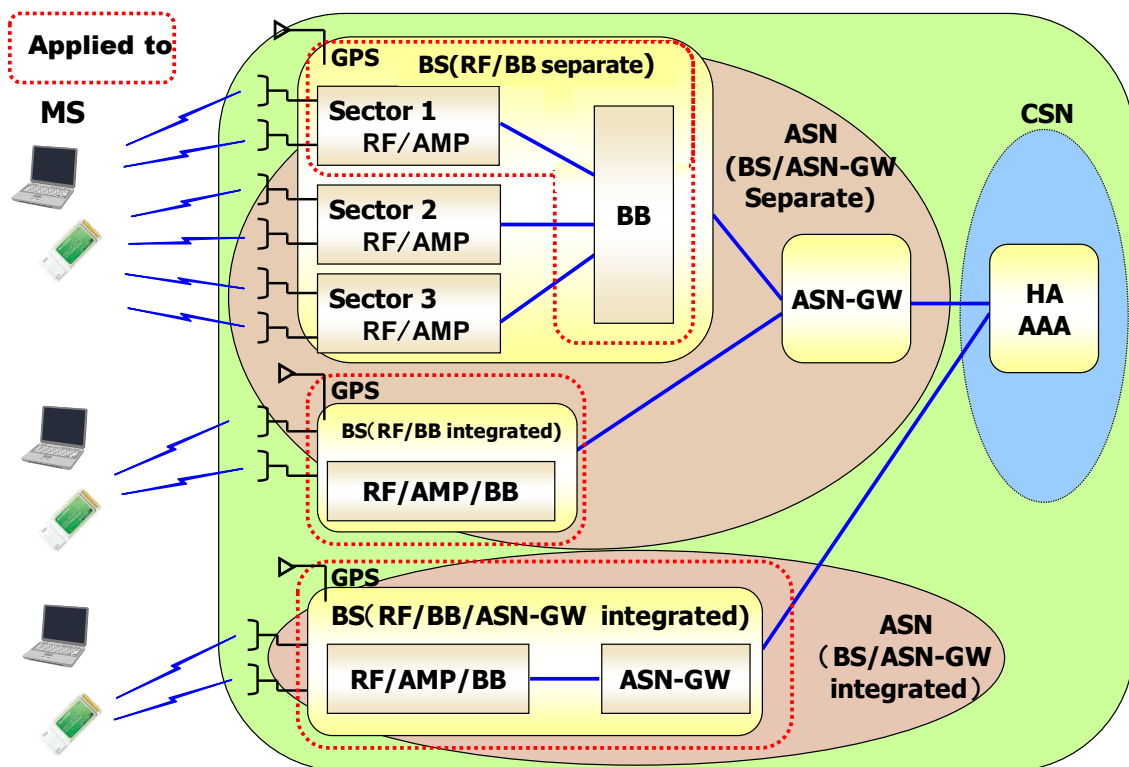 Applied to
MS
GPS
BS(RF/BB separate)
Sector 1
RF/AMP
Sector 2
RF/AMP
Sector 3
RF/AMP
BB
ASN
(BS/ASN-GW
Separate)
ASN-GW
CSN
HA
AAA
GPS
BS(RF/BB integrated)
RF/AMP/BB
GPS
BS(RF/BB/ASN-GW integrated)
RF/AMP/BB
ASN-GW
ASN
(BS/ASN-GW
integrated)